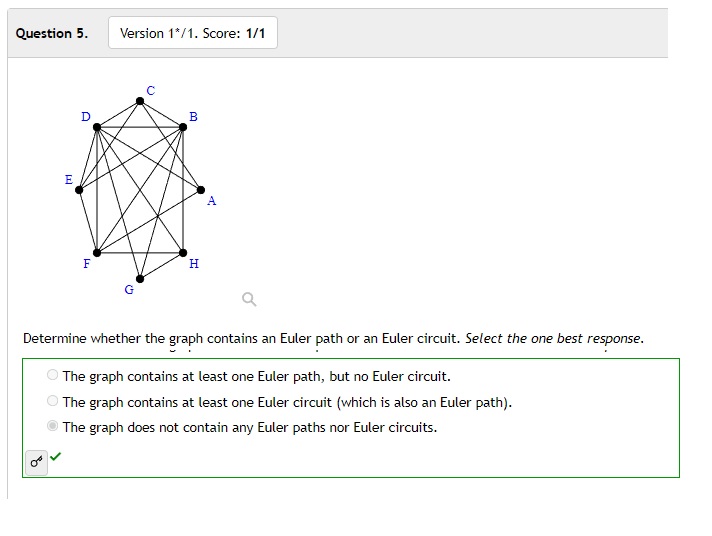 Question 5. Version 1*/1. Score: 1/1
C
D B
E
A
F H
G
Determine whether the graph contains an Euler path or an Euler circuit. Select the one best response.
The graph contains at least one Euler path, but no Euler circuit.
The graph contains at least one Euler circuit (which is also an Euler path).
The graph does not contain any Euler paths nor Euler circuits.